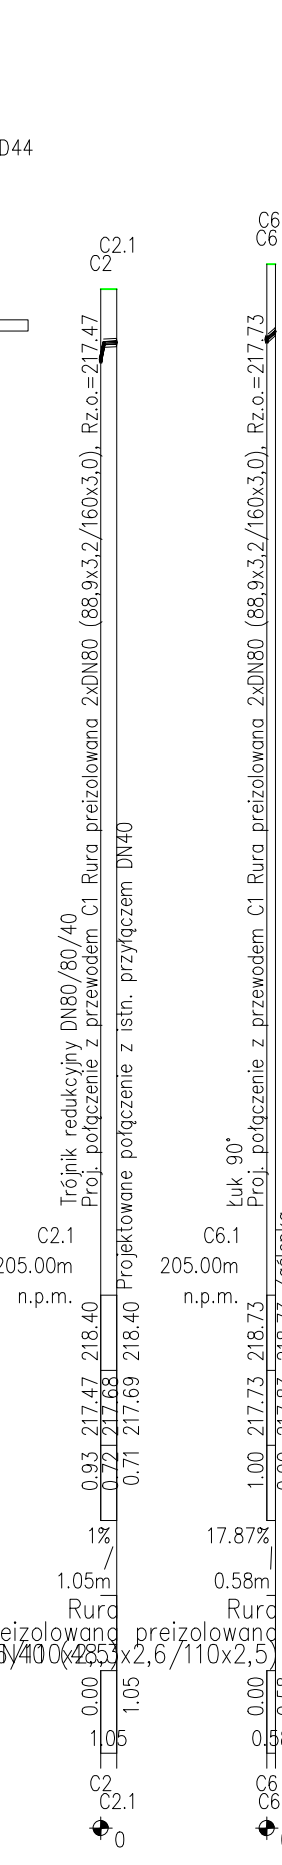 D44
C2.1
C2
C6
C6
Trójnik redukcyjny DN80/80/40
Proj. połączenie z przewodem C1 Rura preizolowana 2xDN80 (88,9x3,2/160x3,0), Rz.o.=217.47
Projektowane połączenie z istn. przyłączem DN40
Łuk 90°
Proj. połączenie z przewodem C1 Rura preizolowana 2xDN80 (88,9x3,2/160x3,0), Rz.o.=217.73
C2.1
205.00m
n.p.m.
C6.1
205.00m
n.p.m.
218.40
218.40
218.73
217.47
217.68
217.69
217.73
0.93
0.72
0.71
1.00
1%
17.87%
1.05m
0.58m
Rura
Rura
preizolowana
0.00
1.05
0.00
1.05
C2
C2.1
C6
C6
0